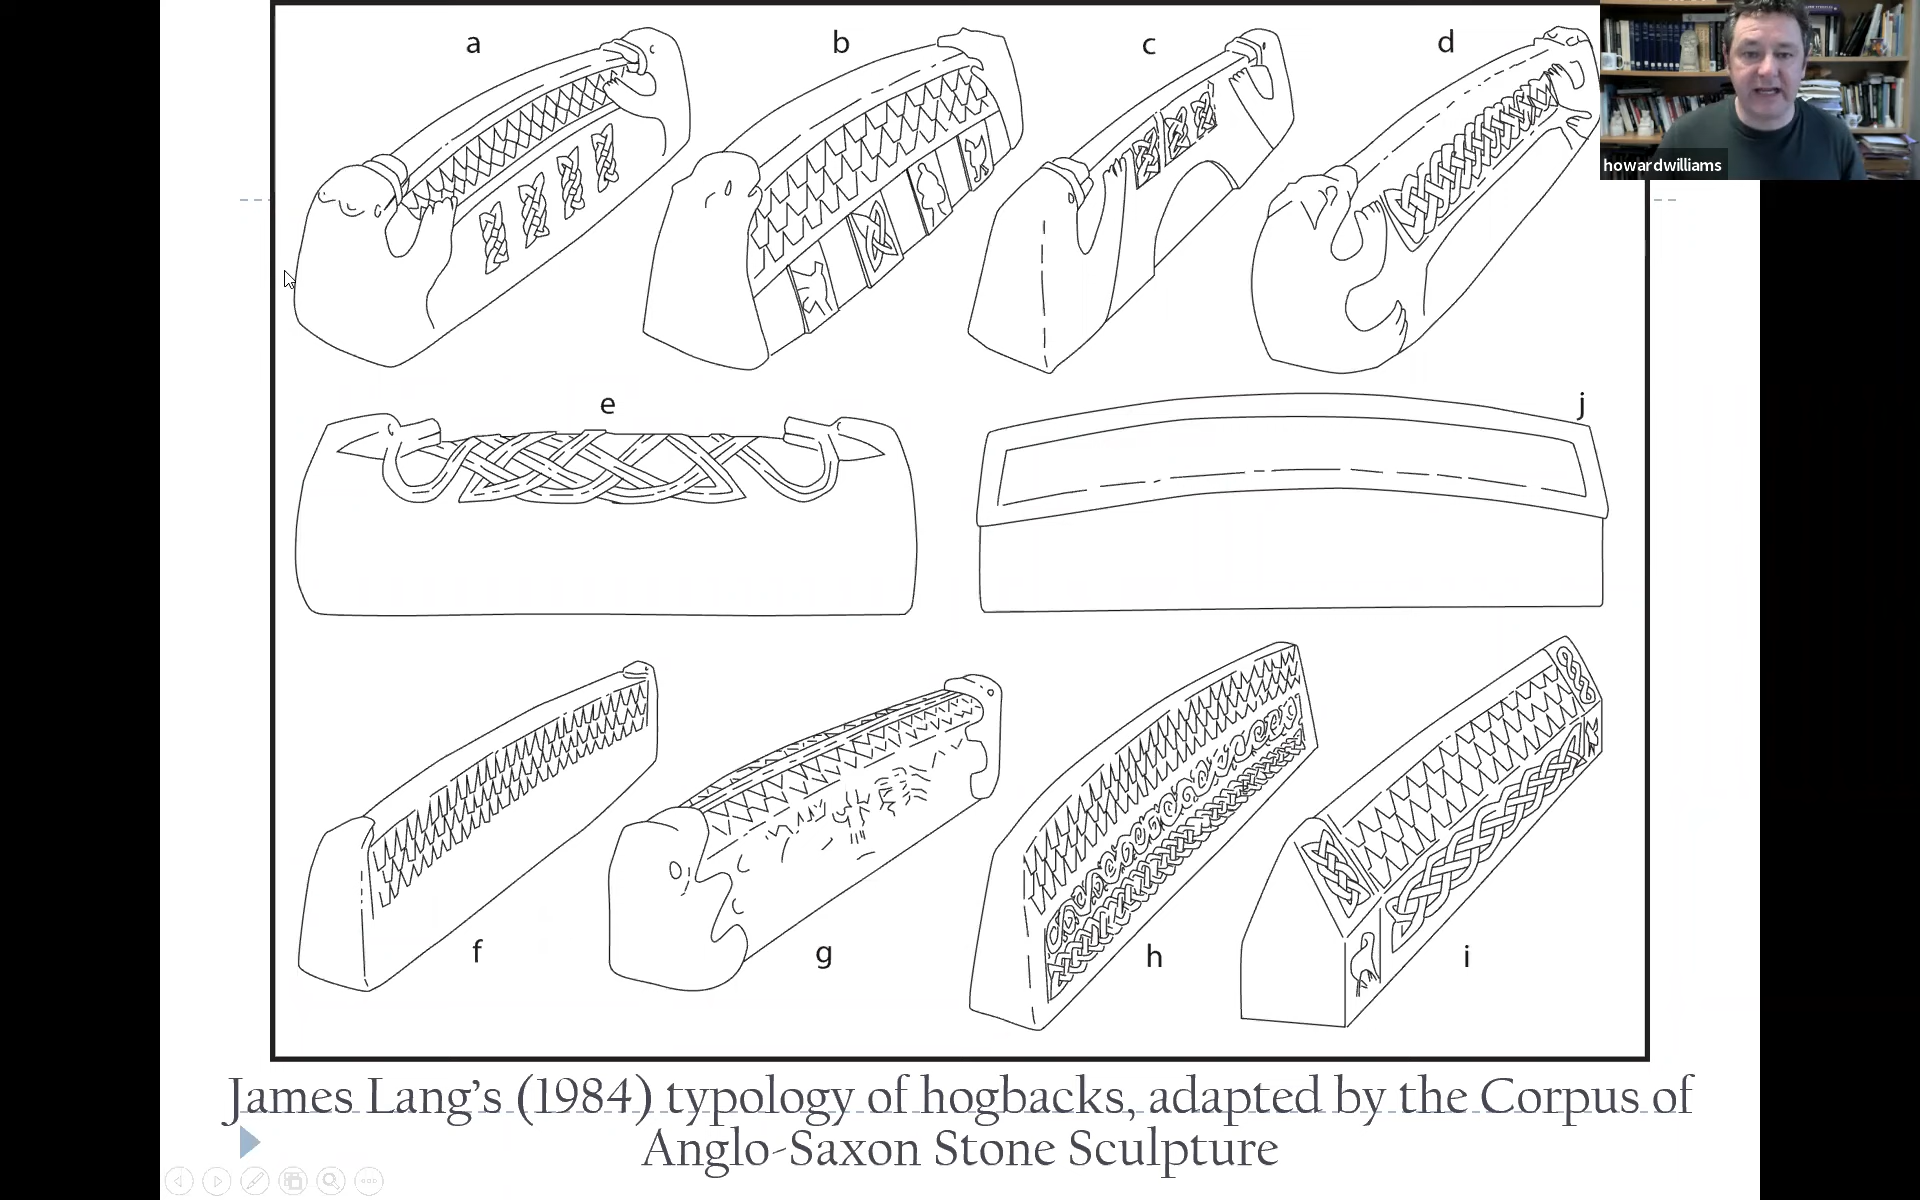 a
b
c
d
howardwilliams
e
j
f
g
h
i
James Lang's (1984) typology of hogbacks, adapted by the Corpus of
Anglo-Saxon Stone Sculpture